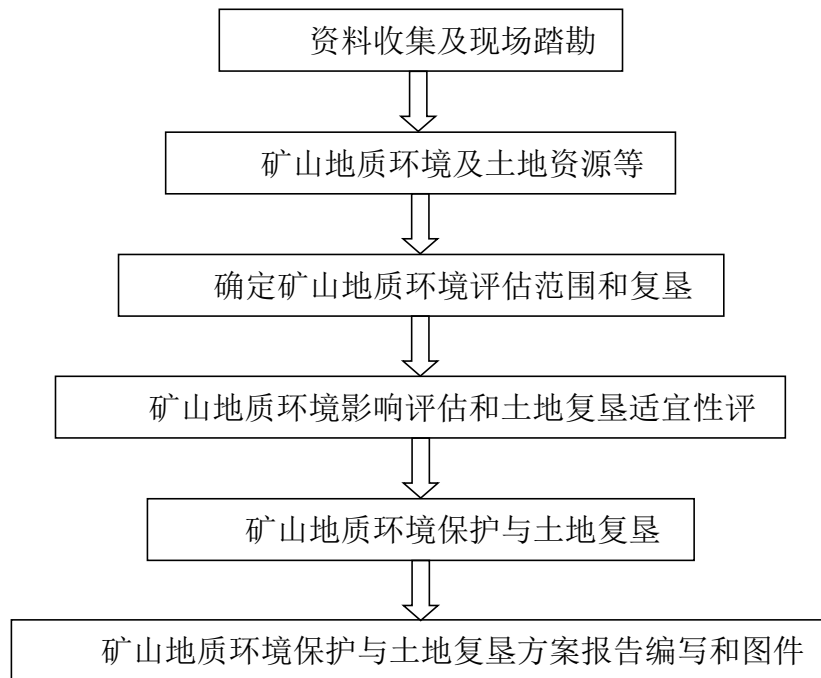 资料收集及现场踏勘
矿山地质环境及土地资源等
确定矿山地质环境评估范围和复垦
矿山地质环境影响评估和土地复垦适宜性评
矿山地质环境保护与土地复垦
矿山地质环境保护与土地复垦方案报告编写和图件